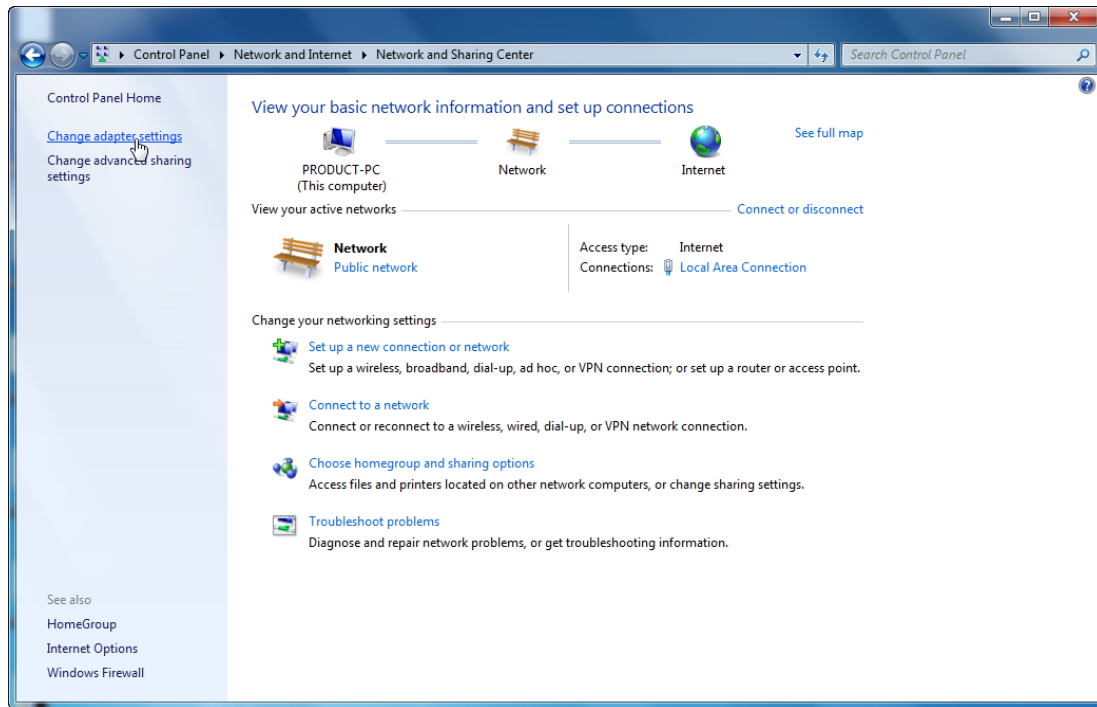 Control Panel ▸ Network and Internet ▸ Network and Sharing Center
Search Control Panel
Control Panel Home
Change adapter settings
Change advanced sharing
settings
View your basic network information and set up connections
See full map
PRODUCT-PC
(This computer)
Network
Internet
View your active networks
Connect or disconnect
Network
Public network
Access type: Internet
Connections: Local Area Connection
Change your networking settings
Set up a new connection or network
Set up a wireless, broadband, dial-up, ad hoc, or VPN connection; or set up a router or access point.
Connect to a network
Connect or reconnect to a wireless, wired, dial-up, or VPN network connection.
Choose homegroup and sharing options
Access files and printers located on other network computers, or change sharing settings.
Troubleshoot problems
Diagnose and repair network problems, or get troubleshooting information.
See also
HomeGroup
Internet Options
Windows Firewall